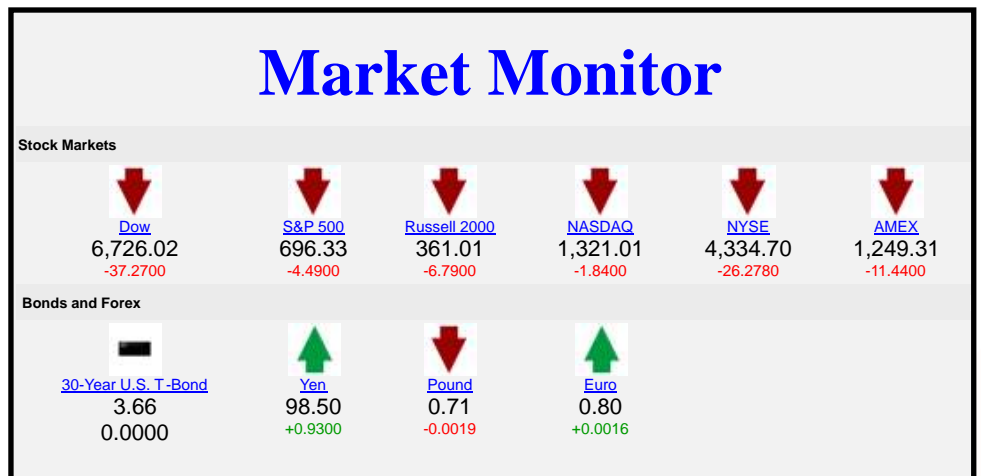 Market Monitor
Stock Markets
Dow S&P 500 Russell 2000 NASDAQ NYSE AMEX
6,726.02 696.33 361.01 1,321.01 4,334.70 1,249.31
-37.2700 -4.4900 -6.7900 -1.8400 -26.2780 -11.4400
Bonds and Forex
30-Year U.S. T-Bond Yen Pound Euro
3.66 98.50 0.71 0.80
0.0000 +0.9300 -0.0019 +0.0016